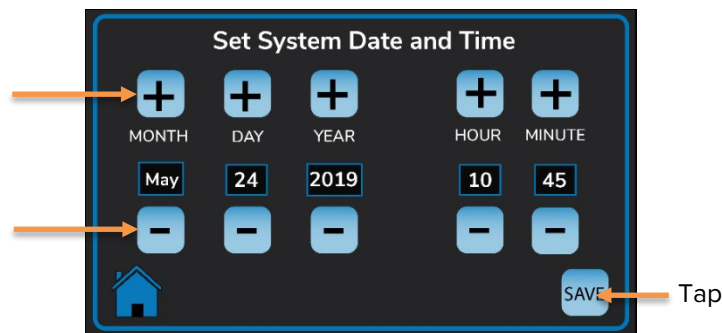 Set System Date and Time
+ + + + +
MONTH DAY YEAR HOUR MINUTE
May 24 2019 10 45
- - - - -
SAVE Tap